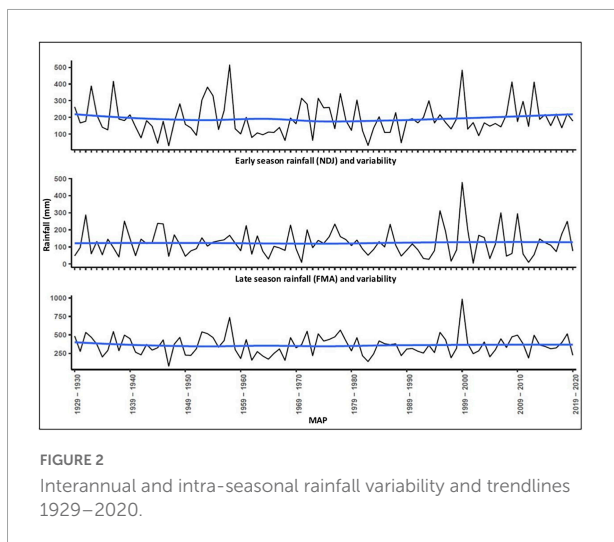 500
400
300
200
100
Early season rainfall (NDJ) and variability
Rainfall (mm)
500
400
300
200
100
0
Late season rainfall (FMA) and variability
1000
750
500
250
1929 – 1930
1939 – 1940
1949 – 1950
1959 – 1960
1969 – 1970
1979 – 1980
1989 – 1990
1999 – 2000
2009 – 2010
2019 – 2020
MAP
FIGURE 2
Interannual and intra-seasonal rainfall variability and trendlines
1929–2020.